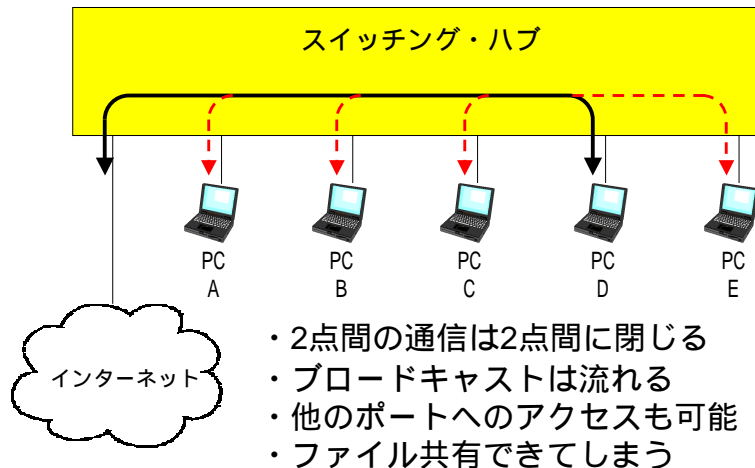 スイッチング・ハブ
PC
A
PC
B
PC
C
PC
D
PC
E
インターネット
・2点間の通信は2点間に閉じる
・ブロードキャストは流れる
・他のポートへのアクセスも可能
・ファイル共有できてしまう